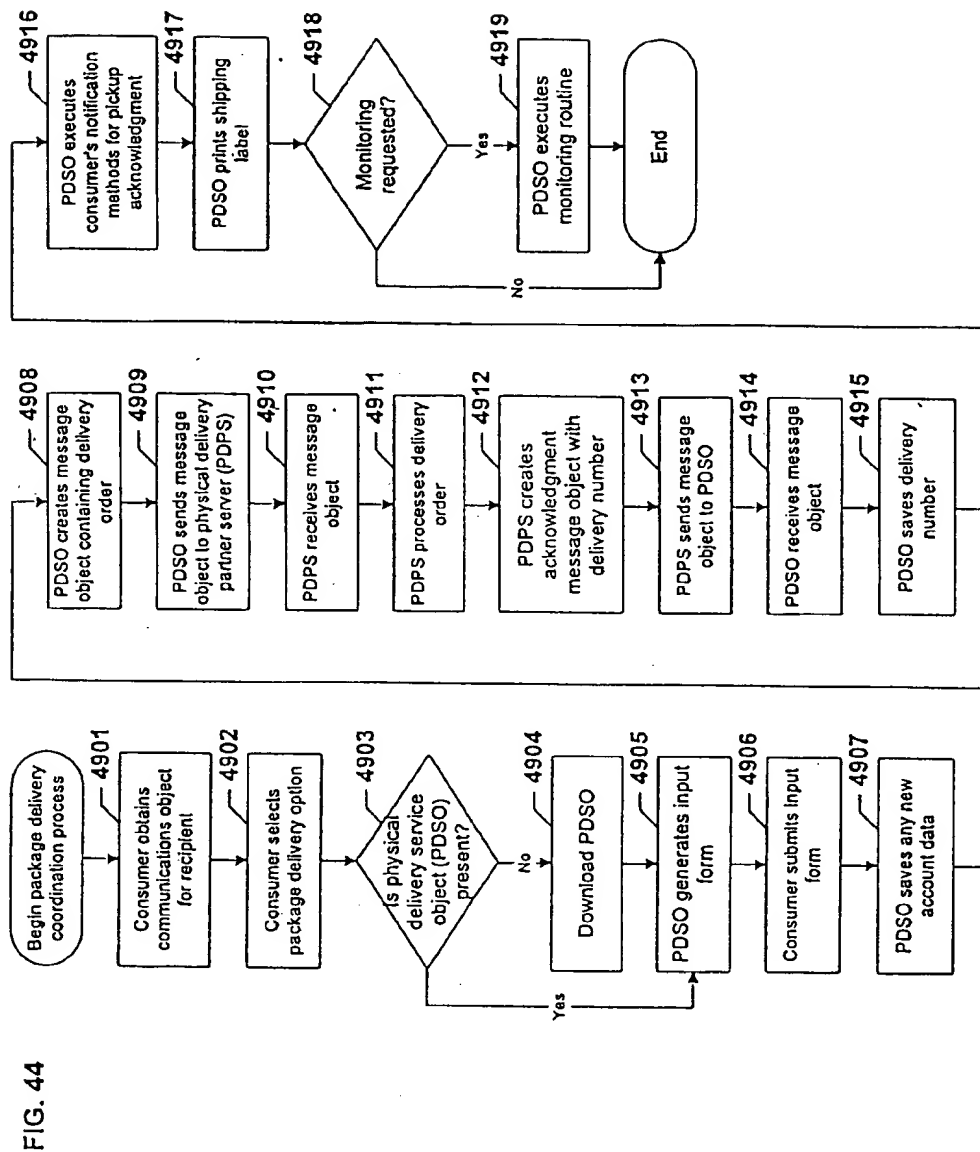 FIG. 44
Begin package delivery
coordination process
4901
Consumer obtains
communications object
for recipient
4902
Consumer selects
package delivery option
4903
Is physical
delivery service
object (PDSO)
present?
No
Yes
4904
Download PDSO
4905
PDSO generates input
form
4906
Consumer submits input
form
4907
PDSO saves any new
account data
4908
PDSO creates message
object containing delivery
order
4909
PDSO sends message
object to physical delivery
partner server (PDPS)
4910
PDPS receives message
object
4911
PDPS processes delivery
order
4912
PDPS creates
acknowledgment
message object with
delivery number
4913
PDPS sends message
object to PDSO
4914
PDSO receives message
object
4915
PDSO saves delivery
number
4916
PDSO executes
consumer's notification
methods for pickup
acknowledgment
4917
PDSO prints shipping
label
4918
Monitoring
requested?
Yes
No
4919
PDSO executes
monitoring routine
End